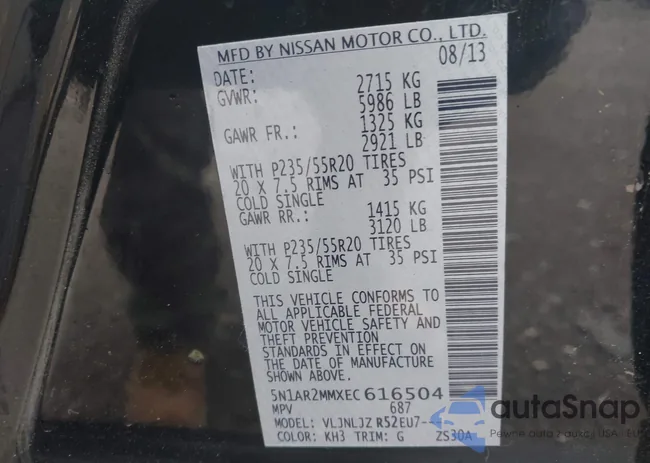 MFD BY NISSAN MOTOR CO., LTD.
DATE: 08/13
GVWR: 2715 KG
5986 LB
GAWR FR.: 1325 KG
2921 LB
WITH P235/55R20 TIRES
20 X 7.5 RIMS AT 35 PSI
COLD SINGLE
GAWR RR.: 1415 KG
3120 LB
WITH P235/55R20 TIRES
20 X 7.5 RIMS AT 35 PSI
COLD SINGLE
THIS VEHICLE CONFORMS TO
ALL APPLICABLE FEDERAL
MOTOR VEHICLE SAFETY AND
THEFT PREVENTION
STANDARDS IN EFFECT ON
THE DATE OF MANUFACTURE
SHOWN ABOVE.
5N1AR2MMXEC616504
MPV 687
MODEL: VLJNLJZ R52EU7--
COLOR: KH3 TRIM: G ZS30A
autoSnap
Pewne auta z aukcji USA